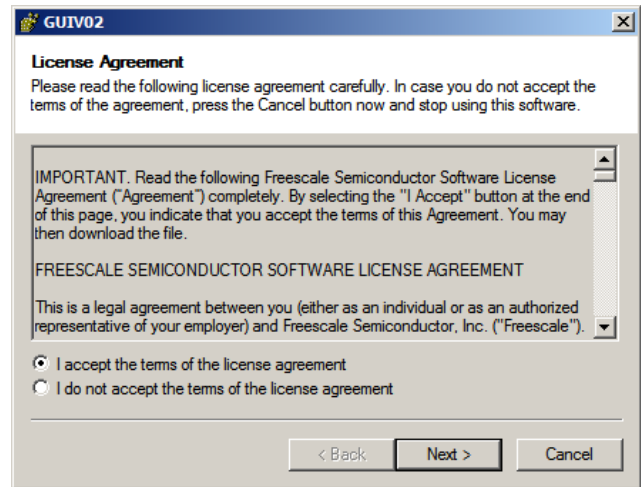 GUIV02
License Agreement
Please read the following license agreement carefully. In case you do not accept the
terms of the agreement, press the Cancel button now and stop using this software.
IMPORTANT. Read the following Freescale Semiconductor Software License
Agreement ("Agreement") completely. By selecting the "I Accept" button at the end
of this page, you indicate that you accept the terms of this Agreement. You may
then download the file.
FREESCALE SEMICONDUCTOR SOFTWARE LICENSE AGREEMENT
This is a legal agreement between you (either as an individual or as an authorized
representative of your employer) and Freescale Semiconductor, Inc. ("Freescale").
I accept the terms of the license agreement
I do not accept the terms of the license agreement
< Back Next > Cancel